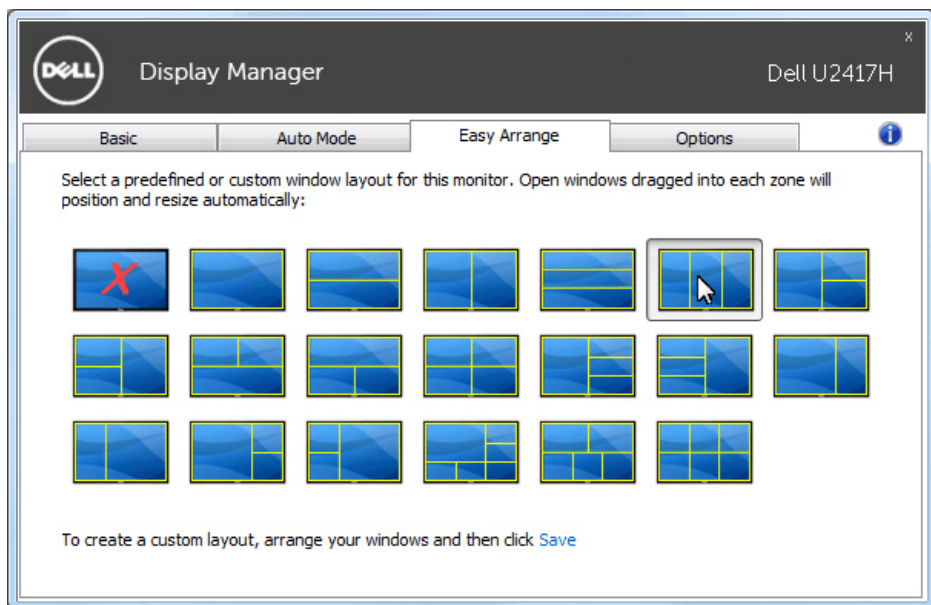 DELL
Display Manager
x
Dell U2417H
Basic
Auto Mode
Easy Arrange
Options
i
Select a predefined or custom window layout for this monitor. Open windows dragged into each zone will
position and resize automatically:
X
To create a custom layout, arrange your windows and then click Save